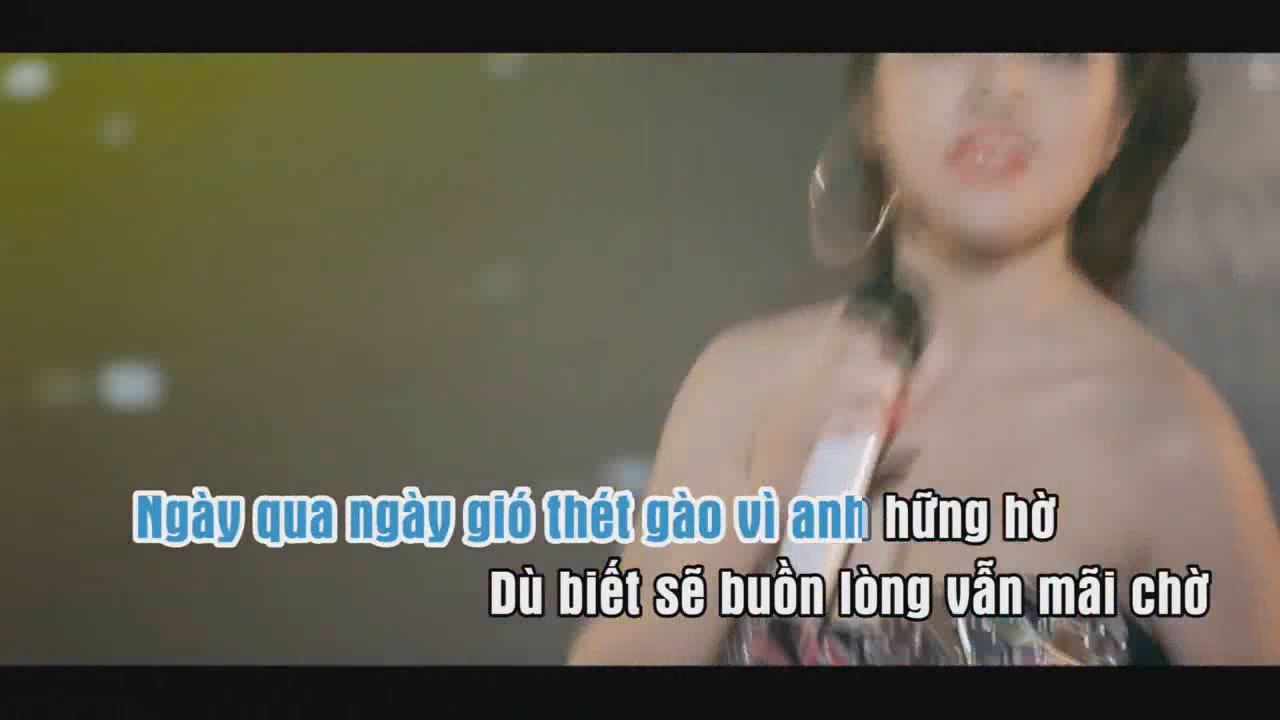 Ngày qua ngày gió thét gào vì anh hững hờ
Dù biết sẽ buồn lòng vẫn mãi chờ